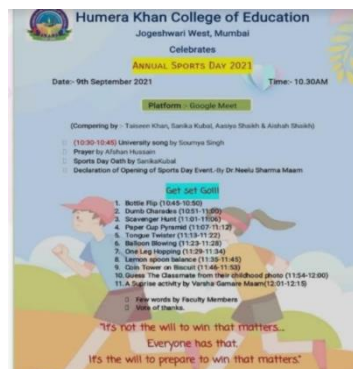 Humera Khan College of Education
Jogeshwari West, Mumbai
Celebrates
ANNUAL SPORTS DAY 2021
Date:- 9th September 2021 Time:- 10.30AM
Platform :- Google Meet
(Compering by :- Taiseen Khan, Sanika Kubal, Aasiya Shaikh & Aishah Shaikh)
(10:30-10:45) University song by Soumya Singh
Prayer by Afshan Hussain
Sports Day Oath by SanikaKubal
Declaration of Opening of Sports Day Event.-By Dr.Neelu Sharma Maam
Get Set Go!!!
1. Bottle Flip (10:45-10:50)
2. Dumb Charades (10:51-11:00)
3. Scavenger Hunt (11:01-11:06)
4. Paper Cup Pyramid (11:07-11:12)
5. Tongue Twister (11:13-11:22)
6. Balloon Blowing (11:23-11:28)
7. One Leg Hopping (11:29-11:34)
8. Lemon spoon balance (11:35-11:45)
9. Coin Tower on Biscuit (11:46-11:53)
10. Guess The Classmate from their childhood photo (11:54-12:00)
11. A Suprise activity by Varsha Gamare Maam(12:01-12:15)
Few words by Faculty Members
Vote of thanks.
"It's not the will to win that matters...
Everyone has that.
It's the will to prepare to win that matters."